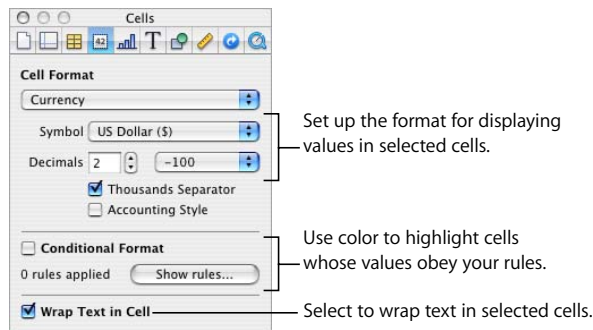 Cells
42
T
Cell Format
Currency
Symbol US Dollar ($)
Decimals 2 -100
Thousands Separator
Accounting Style
Set up the format for displaying
values in selected cells.
Conditional Format
0 rules applied Show rules...
Use color to highlight cells
whose values obey your rules.
Wrap Text in Cell
Select to wrap text in selected cells.